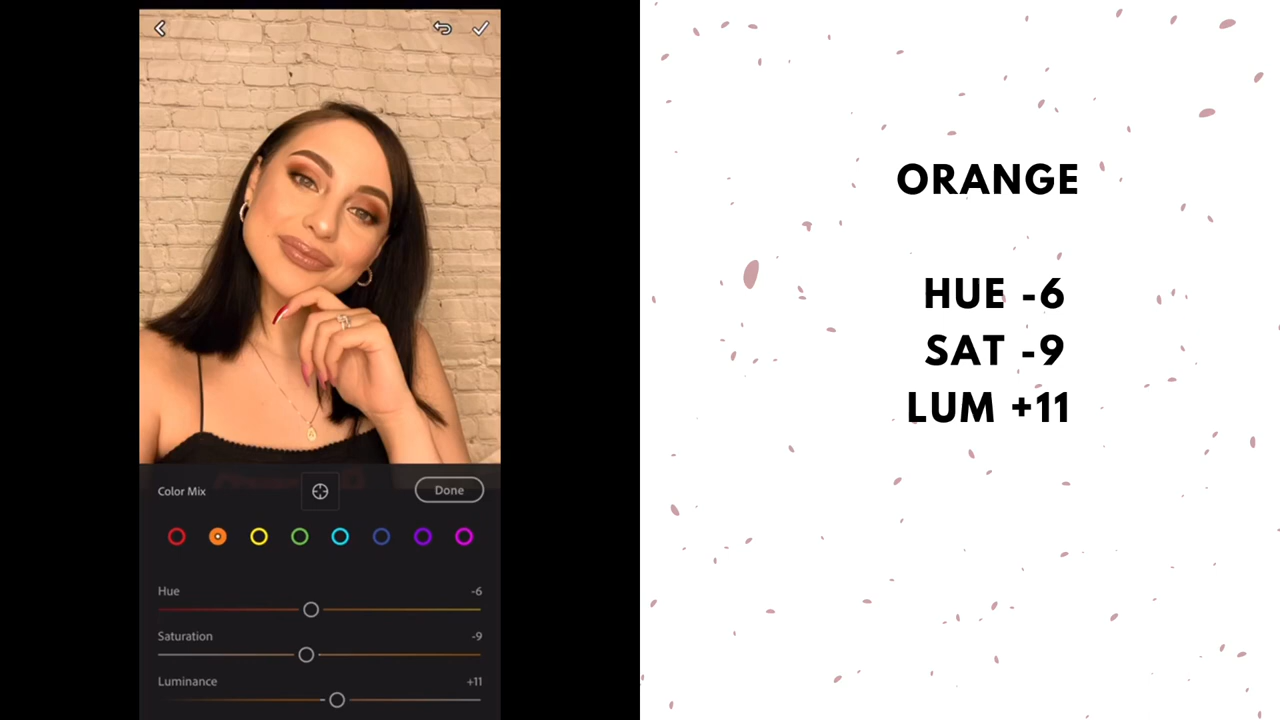 Color Mix
Done
Hue -6
Saturation -9
Luminance +11
ORANGE
HUE -6
SAT -9
LUM +11